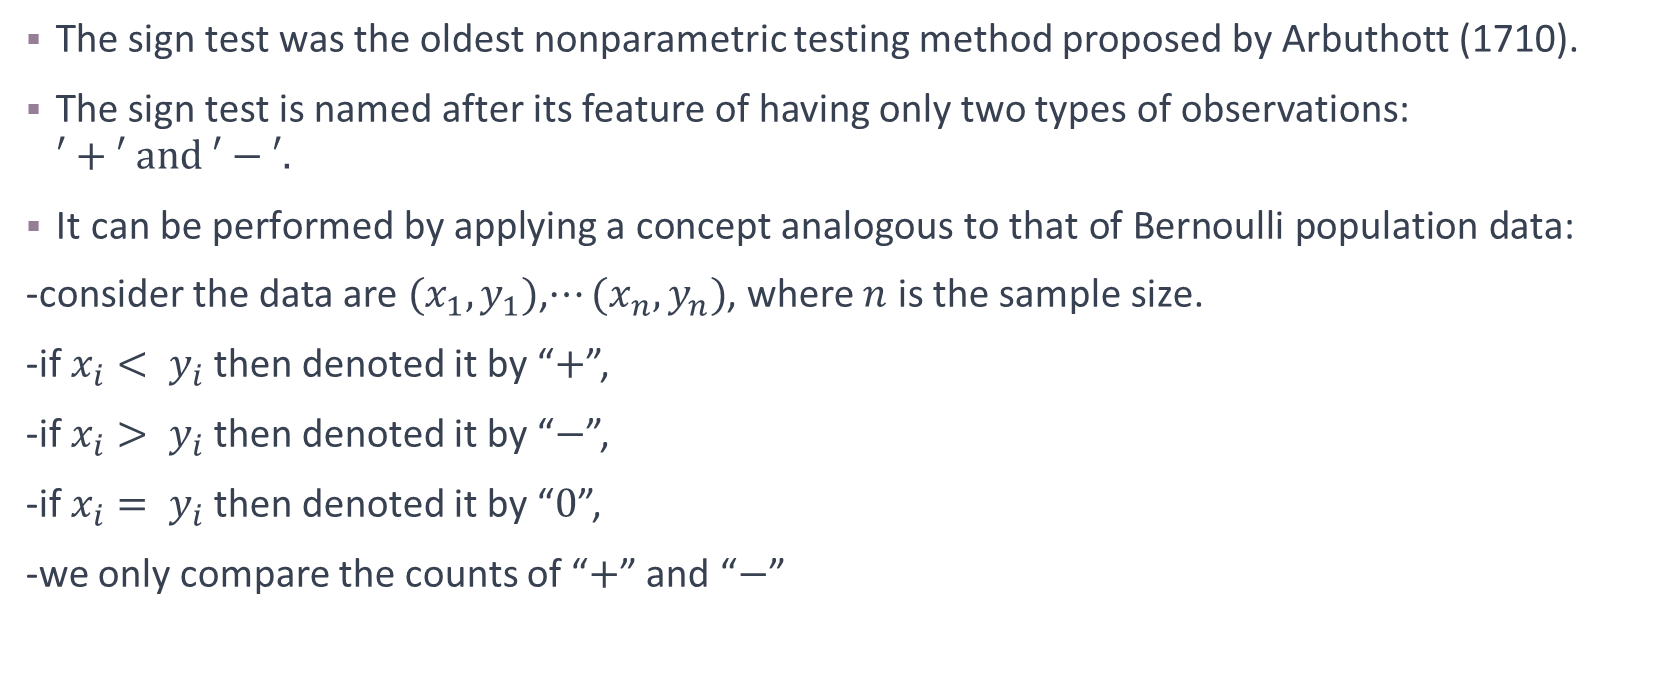 ▪ The sign test was the oldest nonparametric testing method proposed by Arbuthott (1710).
▪ The sign test is named after its feature of having only two types of observations:
′ + ′ and ′ − ′.
▪ It can be performed by applying a concept analogous to that of Bernoulli population data:
-consider the data are (x₁, y₁),⋯ (xₙ, yₙ), where n is the sample size.
-if xᵢ < yᵢ then denoted it by “+”,
-if xᵢ > yᵢ then denoted it by “−”,
-if xᵢ = yᵢ then denoted it by “0”,
-we only compare the counts of “+” and “−”